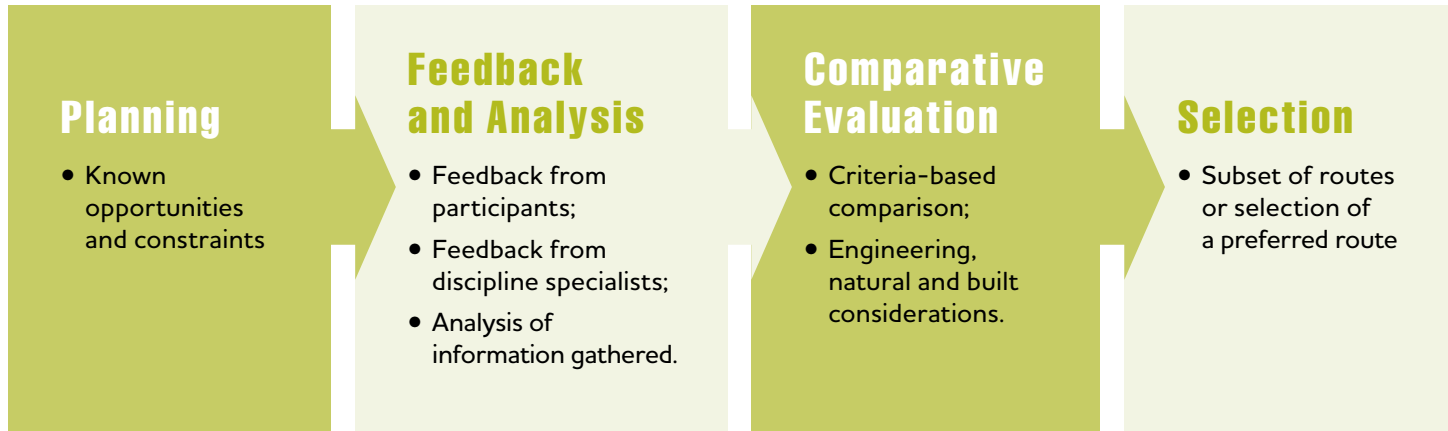 Planning
• Known
opportunities
and constraints
Feedback
and Analysis
• Feedback from
participants;
• Feedback from
discipline specialists;
• Analysis of
information gathered.
Comparative
Evaluation
• Criteria-based
comparison;
• Engineering,
natural and built
considerations.
Selection
• Subset of routes
or selection of
a preferred route